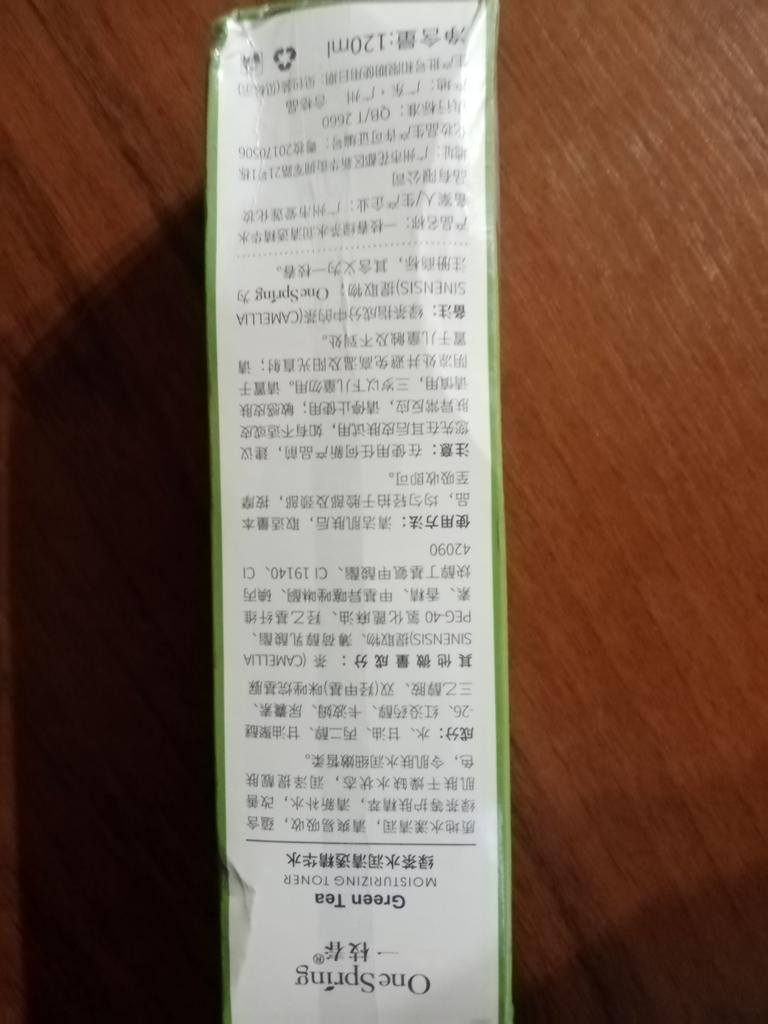 OneSpring
一枝春®
Green Tea
MOISTURIZING TONER
绿茶水润清透精华水
质地水漾清润，清爽易吸收，蕴含
绿茶等护肤精萃，清新补水，改善
肌肤干燥缺水状态，润泽提靓肤
色，令肌肤水润细嫩皙柔。
成分：水、甘油、丙二醇、甘油聚醚
-26、红没药醇、卡波姆、尿囊素、
三乙醇胺、双(羟甲基)咪唑烷基脲
其他微量成分：茶 (CAMELLIA
SINENSIS)提取物、薄荷醇乳酸酯、
PEG-40 氢化蓖麻油、羟乙基纤维
素、香精、甲基异噻唑啉酮、碘丙
炔醇丁基氨甲酸酯、CI 19140、CI
42090
使用方法：清洁肌肤后，取适量本
品，均匀轻拍于脸部及颈部，按摩
至吸收即可。
注意：在使用任何新产品前，建议
您先在耳后皮肤试用，如有不适或皮
肤异常反应，请停止使用；敏感皮肤
请慎用，三岁以下儿童勿用。请置于
阴凉处并避免高温及阳光直射；请
置于儿童触及不到处。
备注：绿茶指成分中的茶(CAMELLIA
SINENSIS)提取物；OneSpring为
注册商标，其含义为一枝春。
产品名称：一枝春绿茶水润清透精华水
备案人/生产企业：广州市爱莲化妆
品有限公司
地址：广州市花都区新华街拥军路21号1栋
化妆品生产许可证编号：粤妆20170506
执行标准：QB/T 2660
产地：广东·广州 合格品
生产批号和限期使用日期：见包装(但标)
净含量:120ml